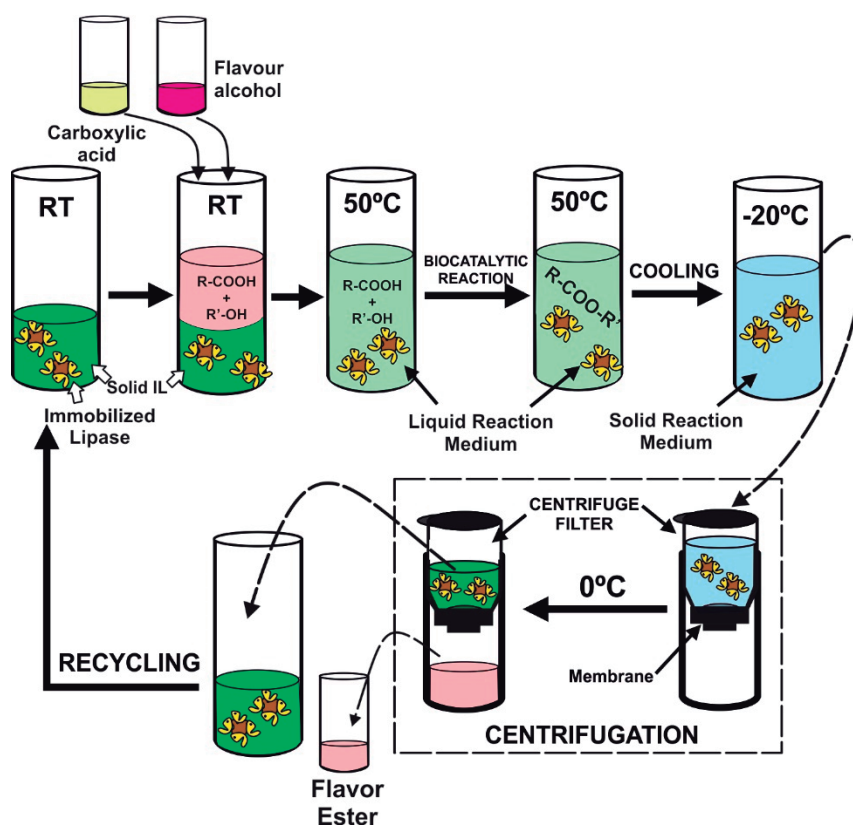 Flavour
alcohol
Carboxylic
acid
RT
RT
50ºC
50ºC
-20ºC
R-COOH
+
R'-OH
R-COOH
+
R'-OH
BIOCATALYTIC
REACTION
R-COO-R'
COOLING
Solid IL
Immobilized
Lipase
Liquid Reaction
Medium
Solid Reaction
Medium
CENTRIFUGE
FILTER
0ºC
Membrane
CENTRIFUGATION
RECYCLING
Flavor
Ester